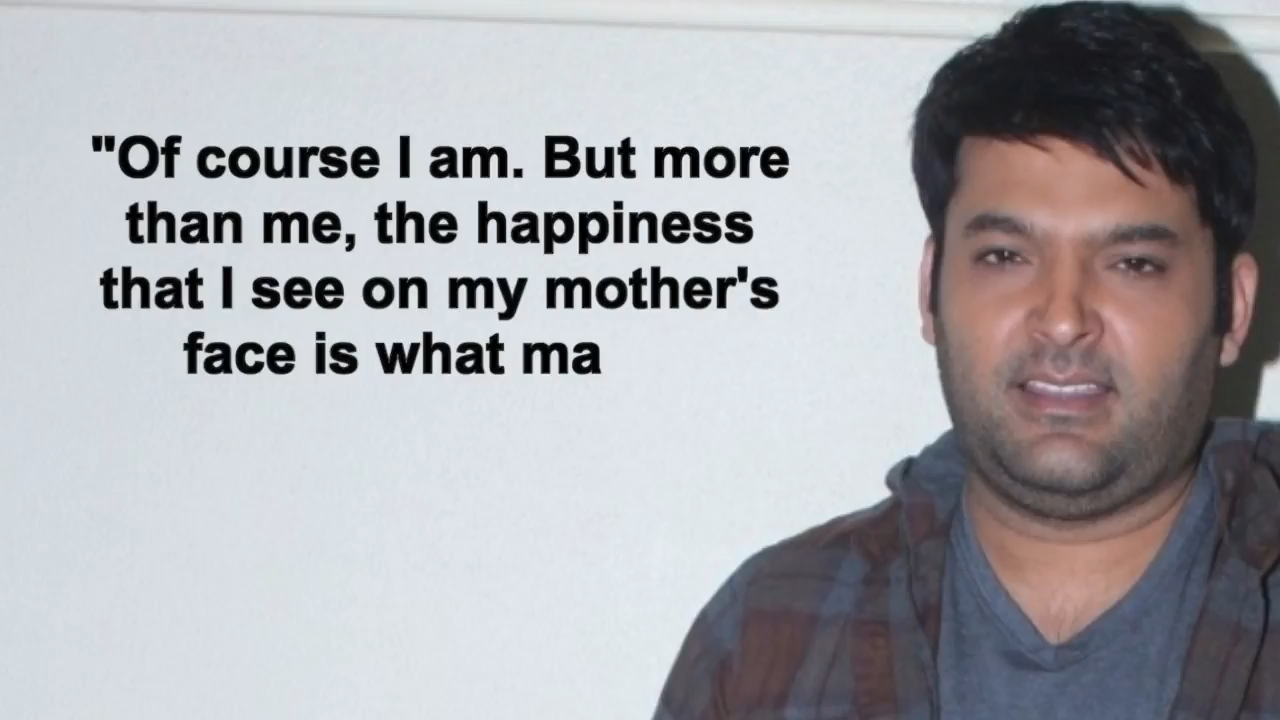 "Of course I am. But more
than me, the happiness
that I see on my mother's
face is what ma